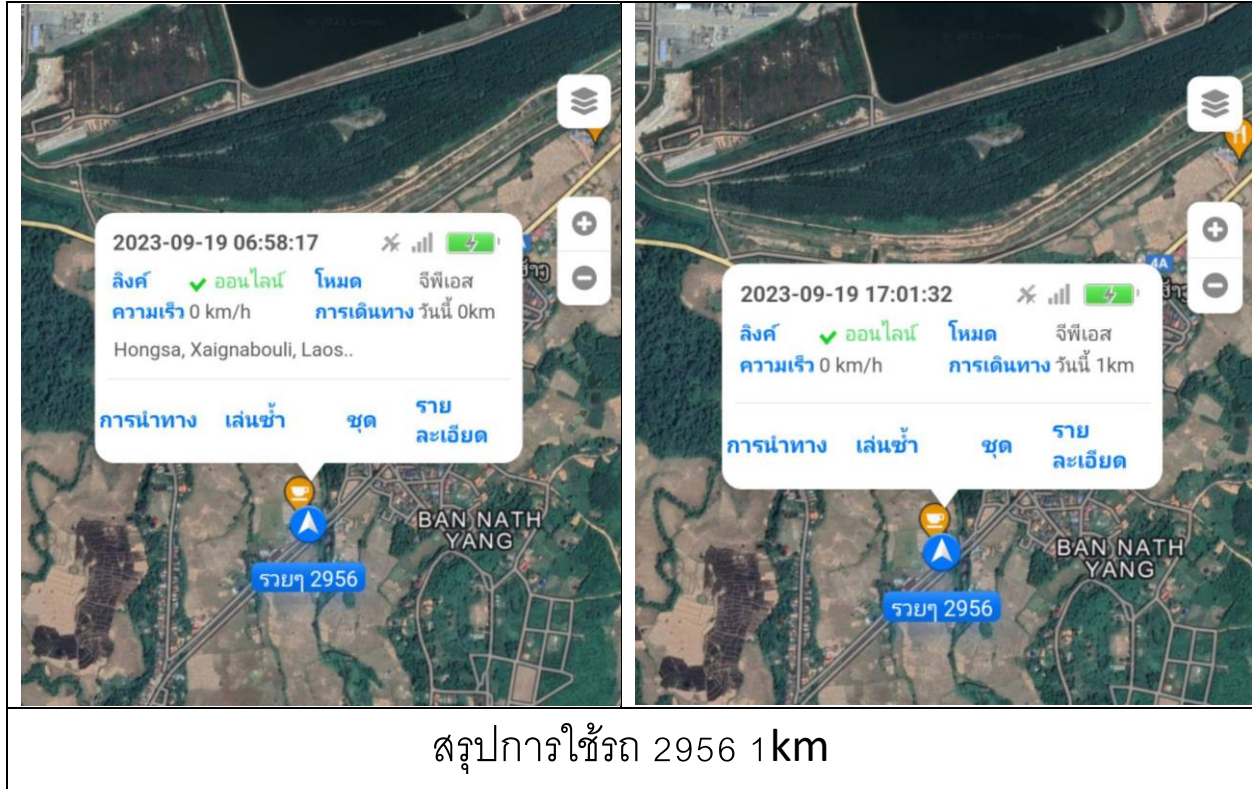 2023-09-19 06:58:17
ลิงค์ ออนไลน์ โหมด จีพีเอส
ความเร็ว 0 km/h การเดินทาง วันนี้ 0km
Hongsa, Xaignabouli, Laos..
การนำทาง เล่นซ้ำ ชุด ราย
ละเอียด
BAN NATH
YANG
รวยๆ 2956
4A
2023-09-19 17:01:32
ลิงค์ ออนไลน์ โหมด จีพีเอส
ความเร็ว 0 km/h การเดินทาง วันนี้ 1km
การนำทาง เล่นซ้ำ ชุด ราย
ละเอียด
BAN NATH
YANG
รวยๆ 2956
สรุปการใช้รถ 2956 1km